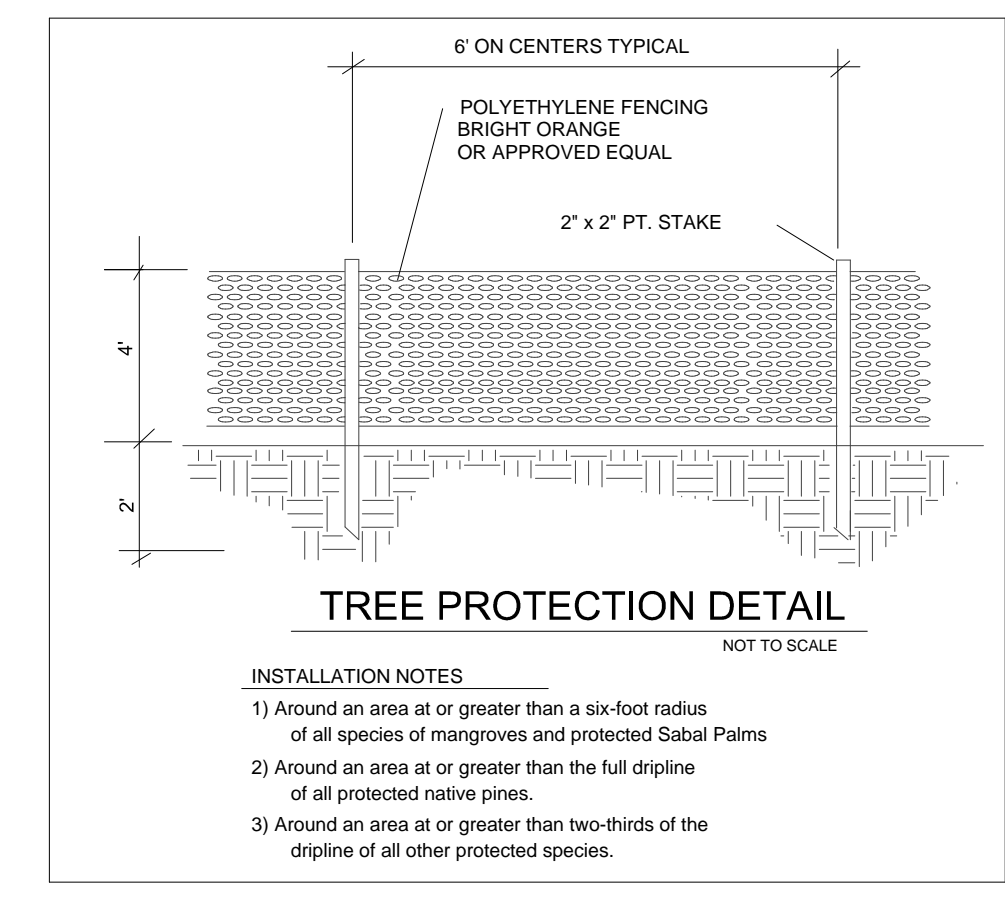 6' ON CENTERS TYPICAL
POLYETHYLENE FENCING
BRIGHT ORANGE
OR APPROVED EQUAL
2" x 2" PT. STAKE
4'
2'
TREE PROTECTION DETAIL
NOT TO SCALE
INSTALLATION NOTES
1) Around an area at or greater than a six-foot radius
of all species of mangroves and protected Sabal Palms
2) Around an area at or greater than the full dripline
of all protected native pines.
3) Around an area at or greater than two-thirds of the
dripline of all other protected species.